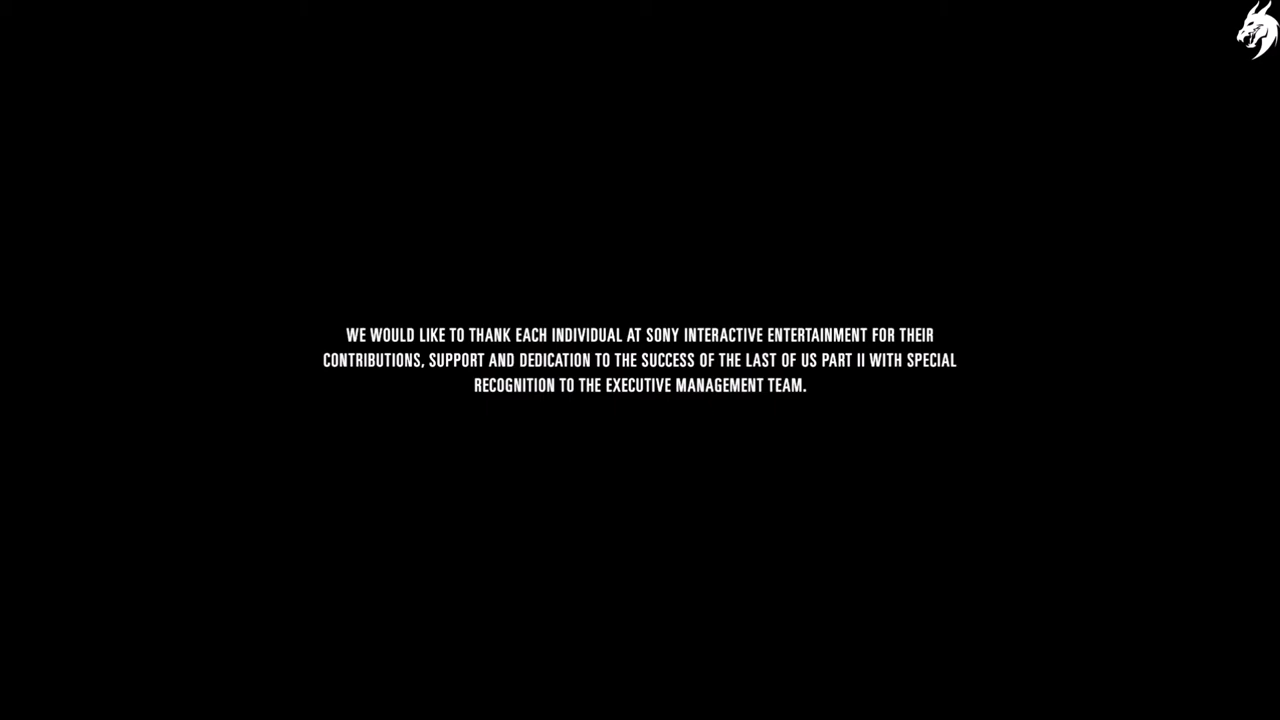 WE WOULD LIKE TO THANK EACH INDIVIDUAL AT SONY INTERACTIVE ENTERTAINMENT FOR THEIR
CONTRIBUTIONS, SUPPORT AND DEDICATION TO THE SUCCESS OF THE LAST OF US PART II WITH SPECIAL
RECOGNITION TO THE EXECUTIVE MANAGEMENT TEAM.